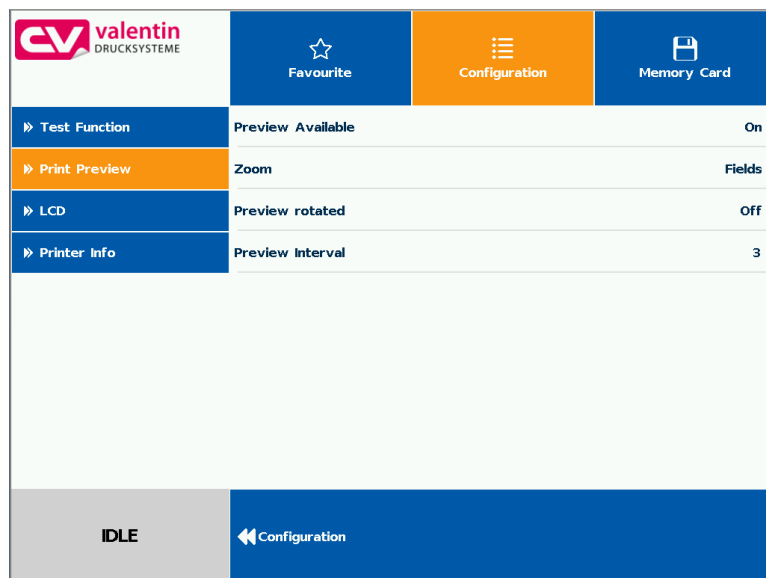 CV valentin
DRUCKSYSTEME
Favourite
Configuration
Memory Card
Test Function
Preview Available On
Print Preview
Zoom Fields
LCD
Preview rotated Off
Printer Info
Preview Interval 3
IDLE
Configuration